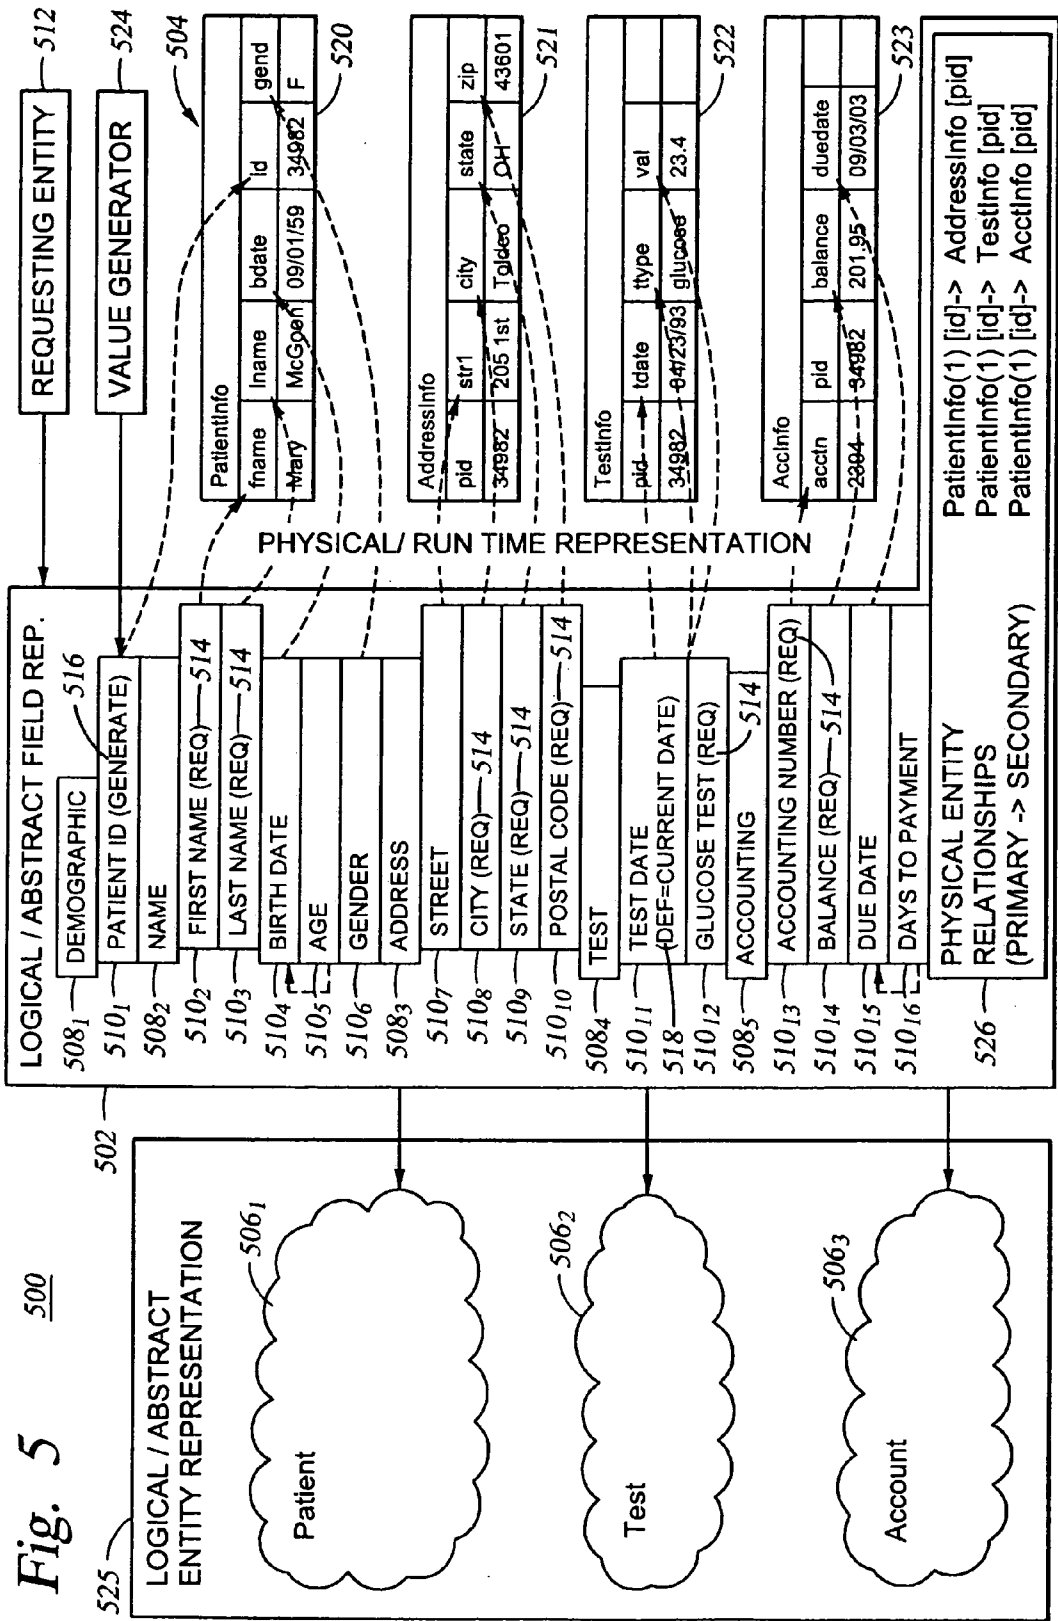 Fig. 5
500
525
LOGICAL / ABSTRACT
ENTITY REPRESENTATION
Patient
506₁
Test
506₂
Account
506₃
502
LOGICAL / ABSTRACT FIELD REP.
508₁
DEMOGRAPHIC
516
510₁
PATIENT ID (GENERATE)
508₂
NAME
510₂
FIRST NAME (REQ)
514
510₃
LAST NAME (REQ)
514
510₄
BIRTH DATE
510₅
AGE
510₆
GENDER
508₃
ADDRESS
510₇
STREET
510₈
CITY (REQ)
514
510₉
STATE (REQ)
514
510₁₀
POSTAL CODE (REQ)
514
508₄
TEST
510₁₁
TEST DATE
(DEF=CURRENT DATE)
518
510₁₂
GLUCOSE TEST (REQ)
514
508₅
ACCOUNTING
510₁₃
ACCOUNTING NUMBER (REQ)
510₁₄
BALANCE (REQ)
514
510₁₅
DUE DATE
510₁₆
DAYS TO PAYMENT
526
PHYSICAL ENTITY
RELATIONSHIPS
(PRIMARY -> SECONDARY)
PatientInfo(1) [id]-> AddressInfo [pid]
PatientInfo(1) [id]-> TestInfo [pid]
PatientInfo(1) [id]-> AcctInfo [pid]
REQUESTING ENTITY
512
VALUE GENERATOR
524
504
PHYSICAL/ RUN TIME REPRESENTATION
PatientInfo
fname lname bdate id gend
Mary McGoen 09/01/59 34982 F
520
AddressInfo
pid str1 city state zip
34982 205 1st Toldeo OH 43601
521
TestInfo
pid tdate ttype val
34982 04/23/93 glucose 23.4
522
AccInfo
acctn pid balance duedate
2304 34982 201.95 09/03/03
523